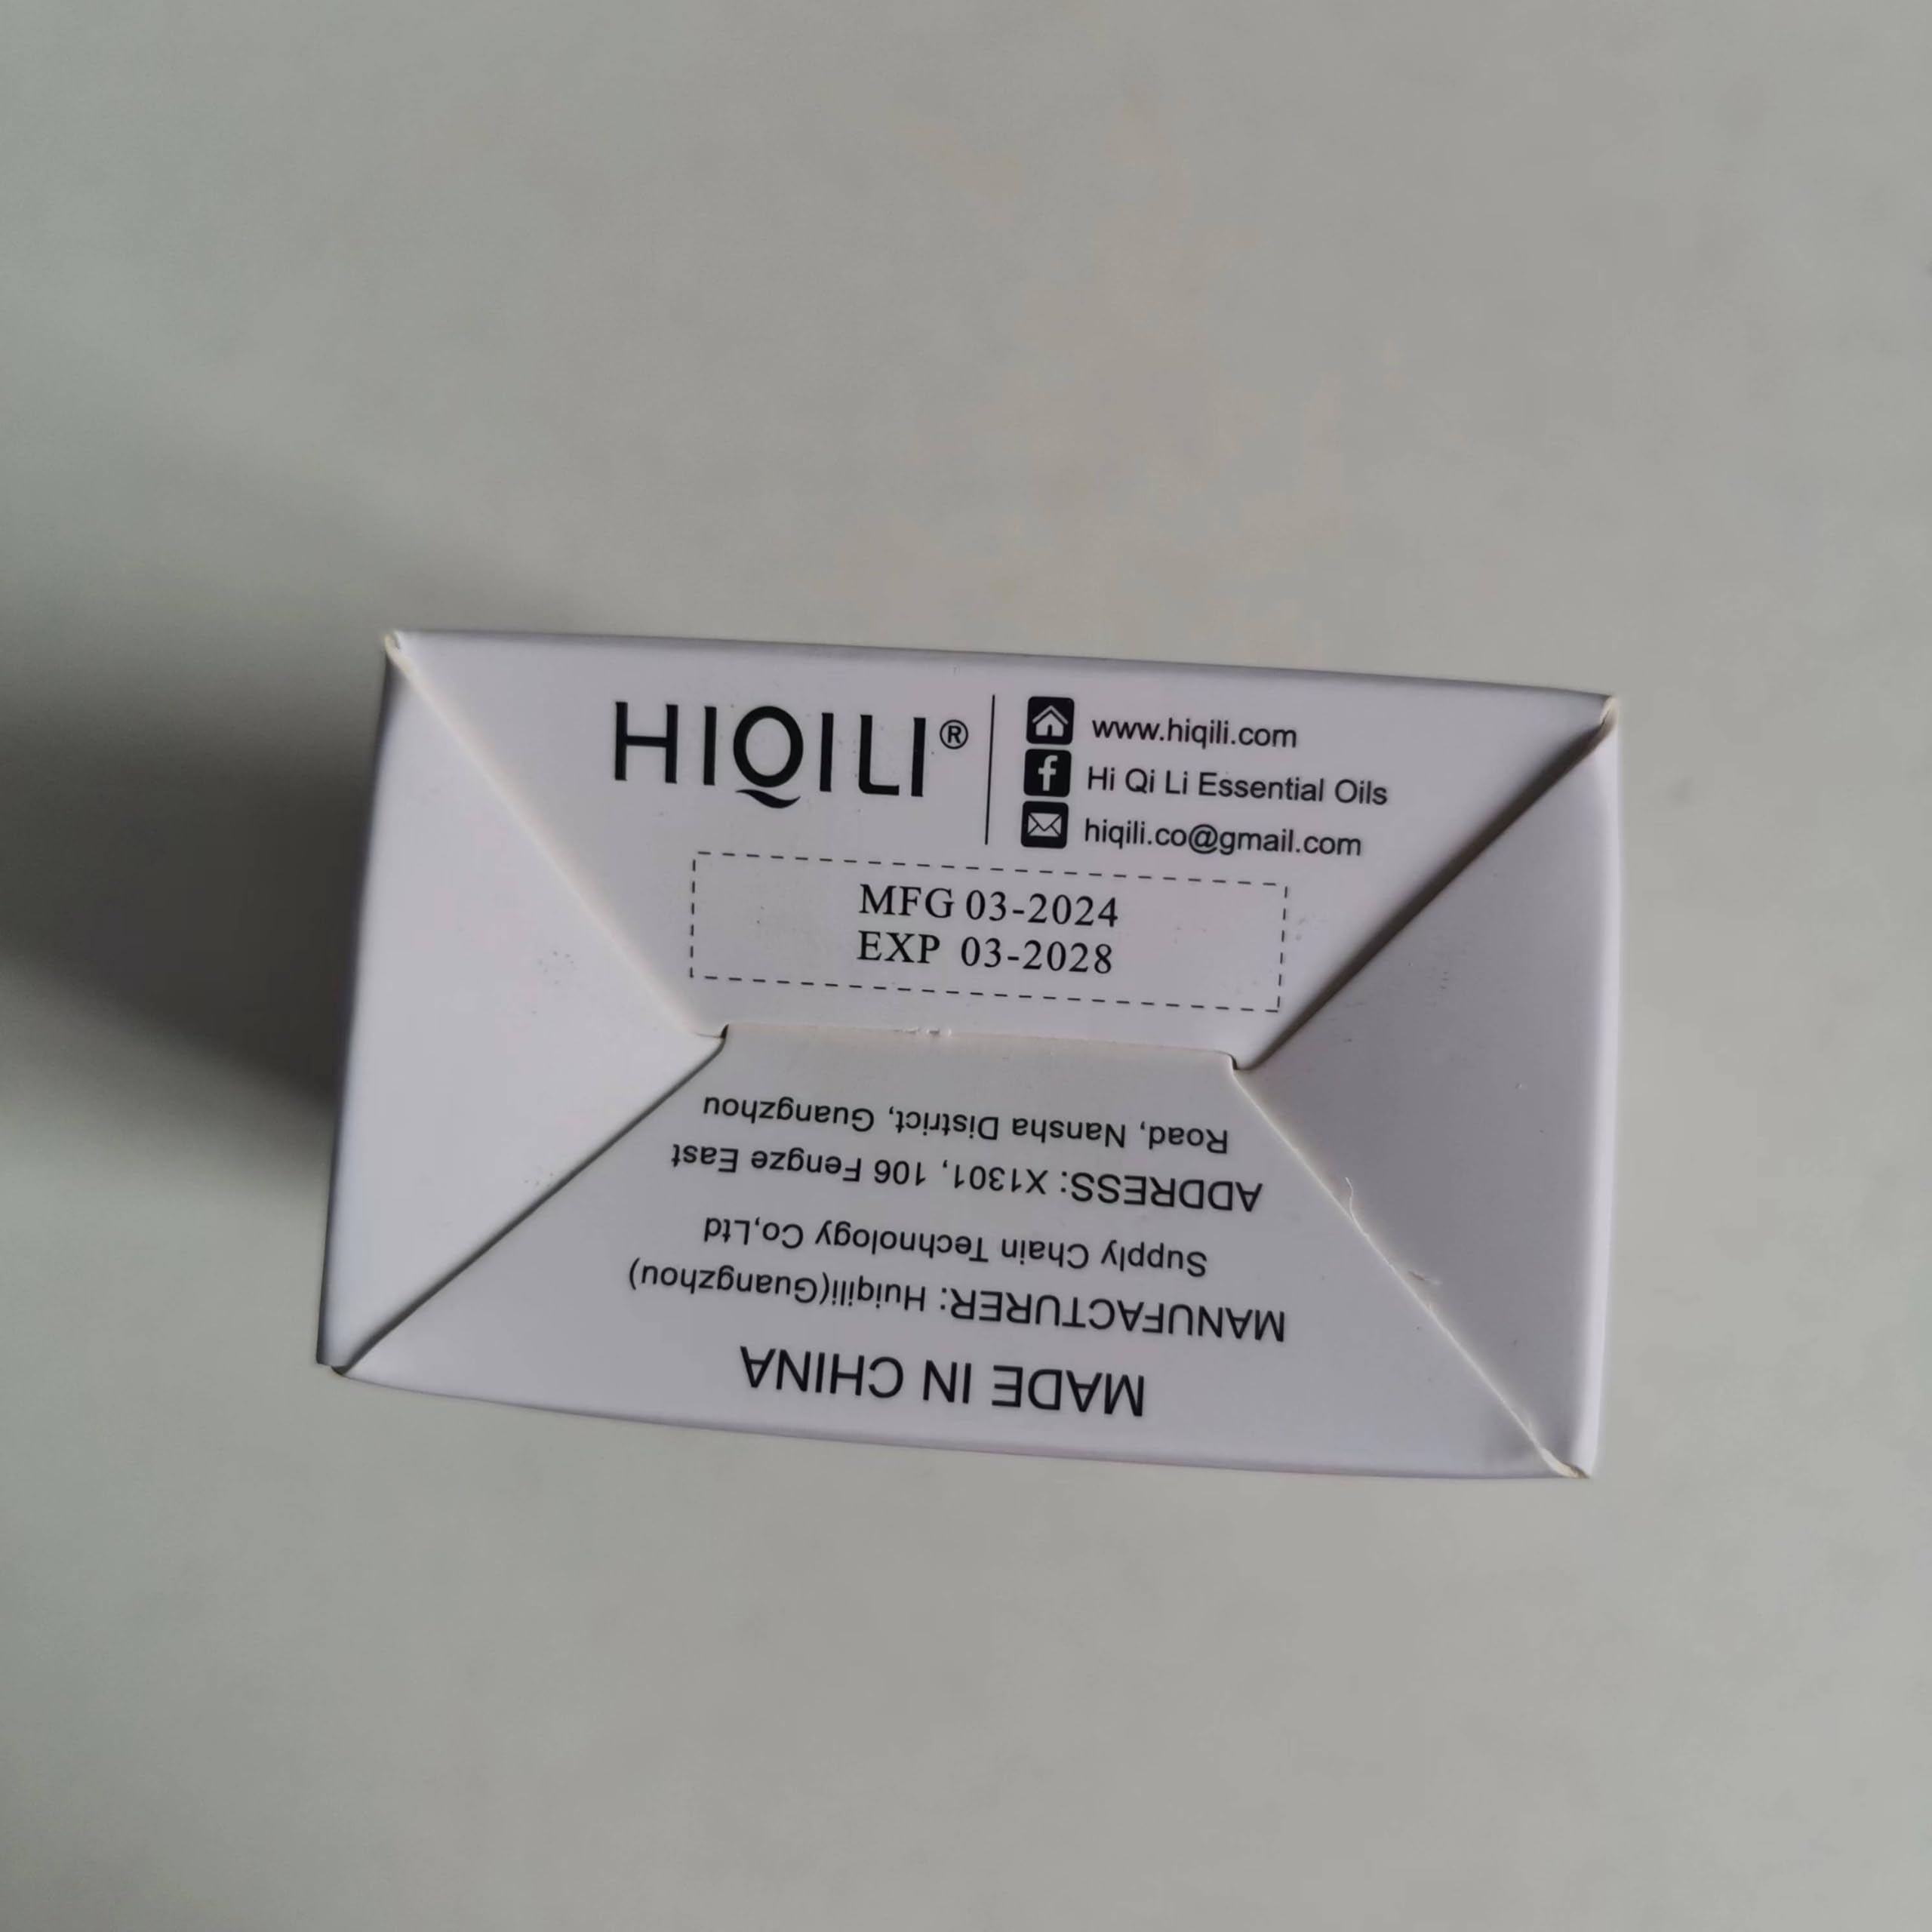 HIQILI®
www.hiqili.com
Hi Qi Li Essential Oils
hiqili.co@gmail.com
MFG 03-2024
EXP 03-2028
MADE IN CHINA
MANUFACTURER: Huiqili(Guangzhou)
Supply Chain Technology Co,Ltd
ADDRESS: X1301, 106 Fengze East
Road, Nansha District, Guangzhou